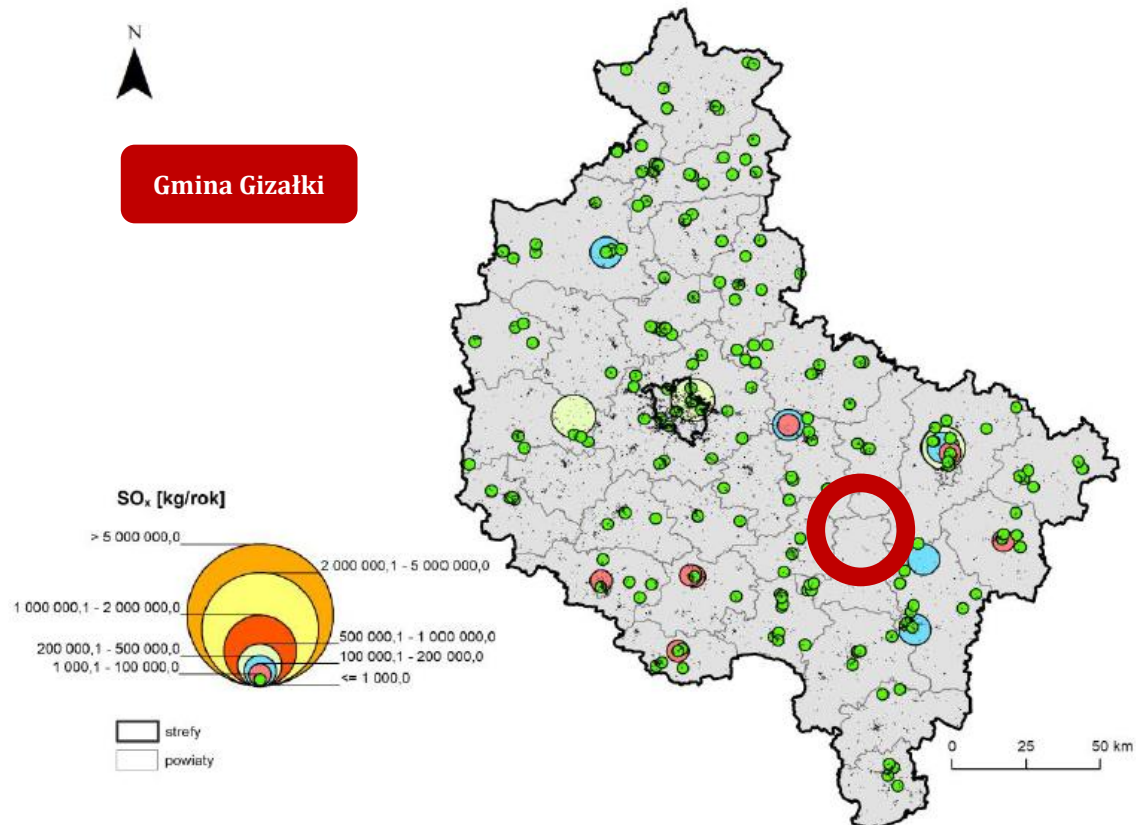 N
Gmina Gizałki
SOₓ [kg/rok]
> 5 000 000,0
2 000 000,1 - 5 000 000,0
1 000 000,1 - 2 000 000,0
500 000,1 - 1 000 000,0
200 000,1 - 500 000,0
100 000,1 - 200 000,0
1 000,1 - 100 000,0
<= 1 000,0
strefy
powiaty
0 25 50 km